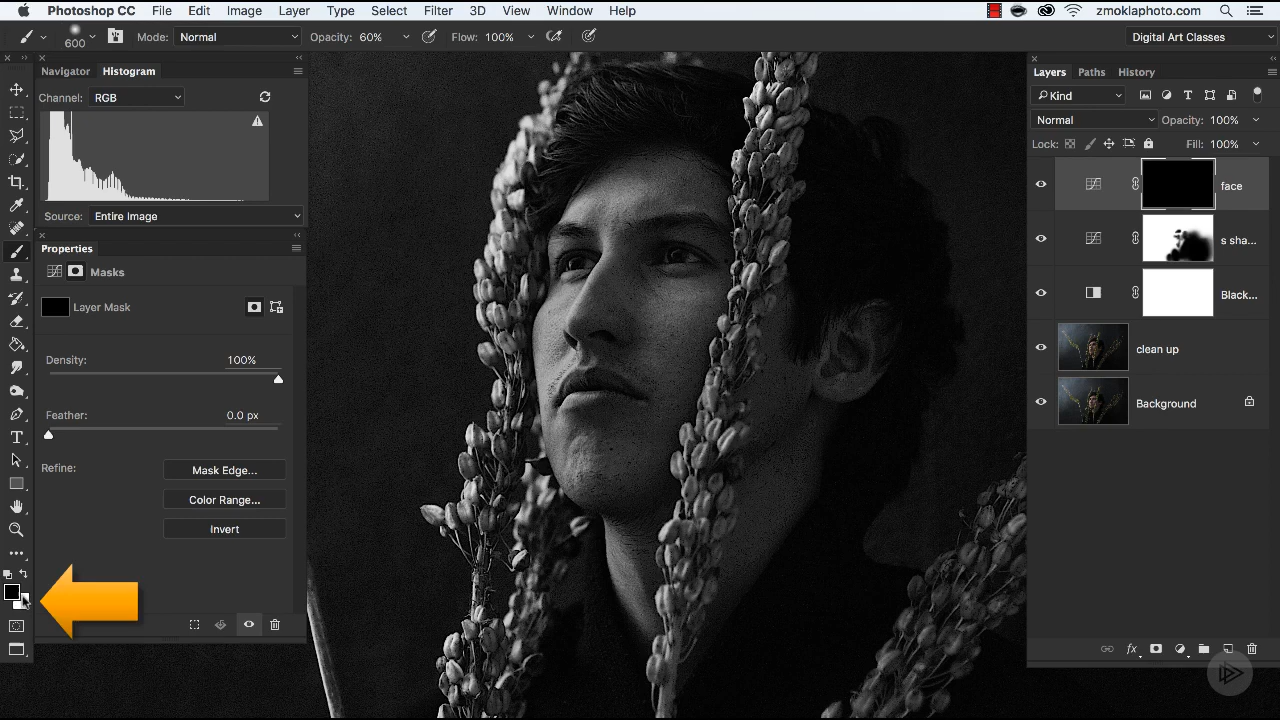 Photoshop CC File Edit Image Layer Type Select Filter 3D View Window Help zmoklaphoto.com
600 Mode: Normal Opacity: 60% Flow: 100% Digital Art Classes
Navigator Histogram
Channel: RGB
Source: Entire Image
Properties
Masks
Layer Mask
Density: 100%
Feather: 0.0 px
Refine: Mask Edge...
Color Range...
Invert
Layers Paths History
Kind
Normal Opacity: 100%
Lock: Fill: 100%
face
s sha...
Black...
clean up
Background